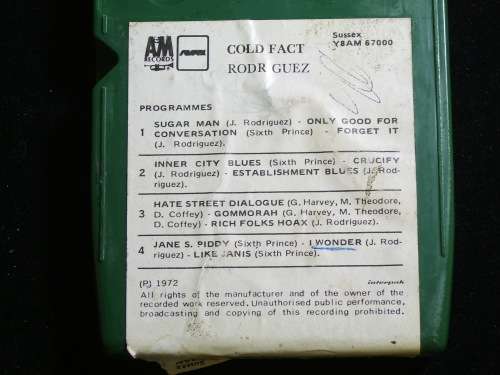 A&M
RECORDS
AMPEX
COLD FACT
RODRIGUEZ
Sussex
Y8AM 67000
PROGRAMMES
1 SUGAR MAN (J. Rodriguez) - ONLY GOOD FOR
CONVERSATION (Sixth Prince) - FORGET IT
(J. Rodriguez).
2 INNER CITY BLUES (Sixth Prince) - CRUCIFY
(J. Rodriguez) - ESTABLISHMENT BLUES (J. Rod-
riguez).
3 HATE STREET DIALOGUE (G. Harvey, M. Theodore,
D. Coffey) - GOMMORAH (G. Harvey, M. Theodore,
D. Coffey) - RICH FOLKS HOAX (J. Rodriguez).
4 JANE S. PIDDY (Sixth Prince) - I WONDER (J. Rod-
riguez) - LIKE JANIS (Sixth Prince).
(P) 1972
interpak
All rights of the manufacturer and of the owner of the
recorded work reserved. Unauthorised public performance,
broadcasting and copying of this recording prohibited.